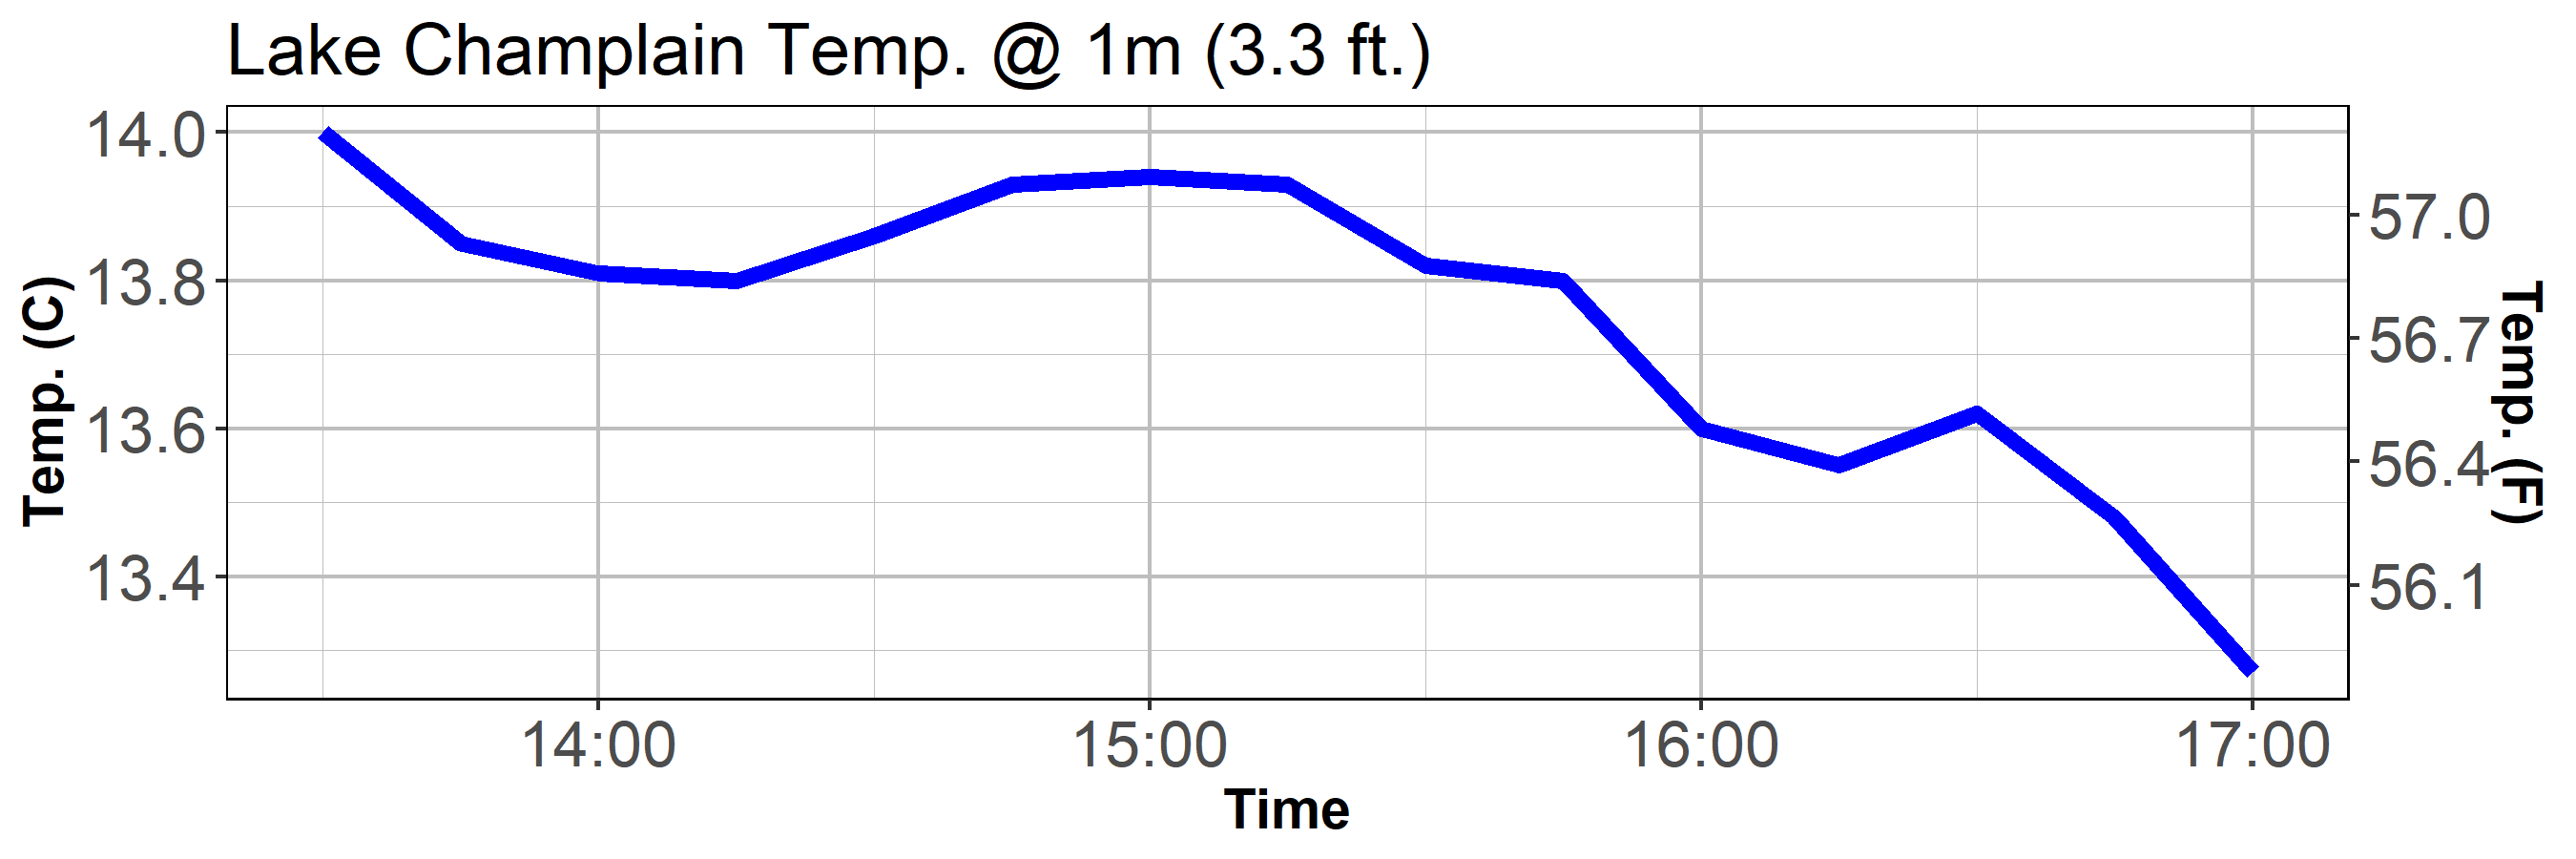 Lake Champlain Temp. @ 1m (3.3 ft.)
Temp. (C)
14.0
13.8
13.6
13.4
57.0
56.7
56.4
56.1
Temp. (F)
14:00 15:00 16:00 17:00
Time